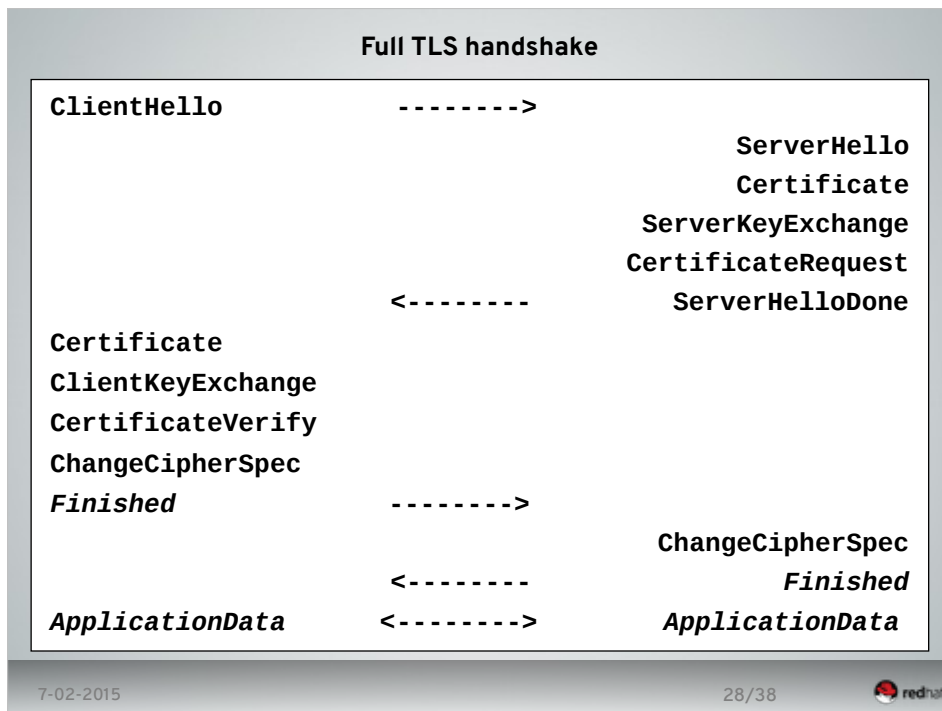 Full TLS handshake
ClientHello -------->
ServerHello
Certificate
ServerKeyExchange
CertificateRequest
<-------- ServerHelloDone
Certificate
ClientKeyExchange
CertificateVerify
ChangeCipherSpec
Finished -------->
ChangeCipherSpec
<-------- Finished
ApplicationData <--------> ApplicationData
7-02-2015 28/38 redhat